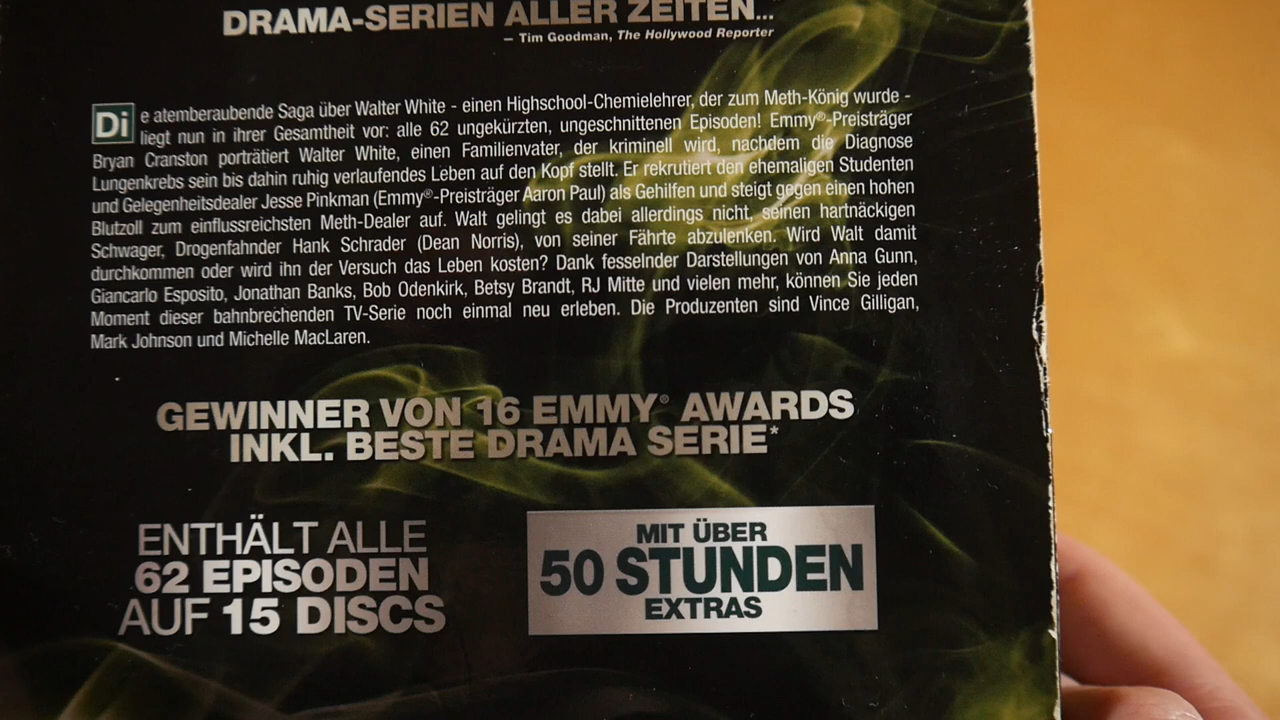 DRAMA-SERIEN ALLER ZEITEN...
– Tim Goodman, The Hollywood Reporter
Die atemberaubende Saga über Walter White - einen Highschool-Chemielehrer, der zum Meth-König wurde -
liegt nun in ihrer Gesamtheit vor: alle 62 ungekürzten, ungeschnittenen Episoden! Emmy®-Preisträger
Bryan Cranston porträtiert Walter White, einen Familienvater, der kriminell wird, nachdem die Diagnose
Lungenkrebs sein bis dahin ruhig verlaufendes Leben auf den Kopf stellt. Er rekrutiert den ehemaligen Studenten
und Gelegenheitsdealer Jesse Pinkman (Emmy®-Preisträger Aaron Paul) als Gehilfen und steigt gegen einen hohen
Blutzoll zum einflussreichsten Meth-Dealer auf. Walt gelingt es dabei allerdings nicht, seinen hartnäckigen
Schwager, Drogenfahnder Hank Schrader (Dean Norris), von seiner Fährte abzulenken. Wird Walt damit
durchkommen oder wird ihn der Versuch das Leben kosten? Dank fesselnder Darstellungen von Anna Gunn,
Giancarlo Esposito, Jonathan Banks, Bob Odenkirk, Betsy Brandt, RJ Mitte und vielen mehr, können Sie jeden
Moment dieser bahnbrechenden TV-Serie noch einmal neu erleben. Die Produzenten sind Vince Gilligan,
Mark Johnson und Michelle MacLaren.
GEWINNER VON 16 EMMY® AWARDS
INKL. BESTE DRAMA SERIE*
ENTHÄLT ALLE
62 EPISODEN
AUF 15 DISCS
MIT ÜBER
50 STUNDEN
EXTRAS